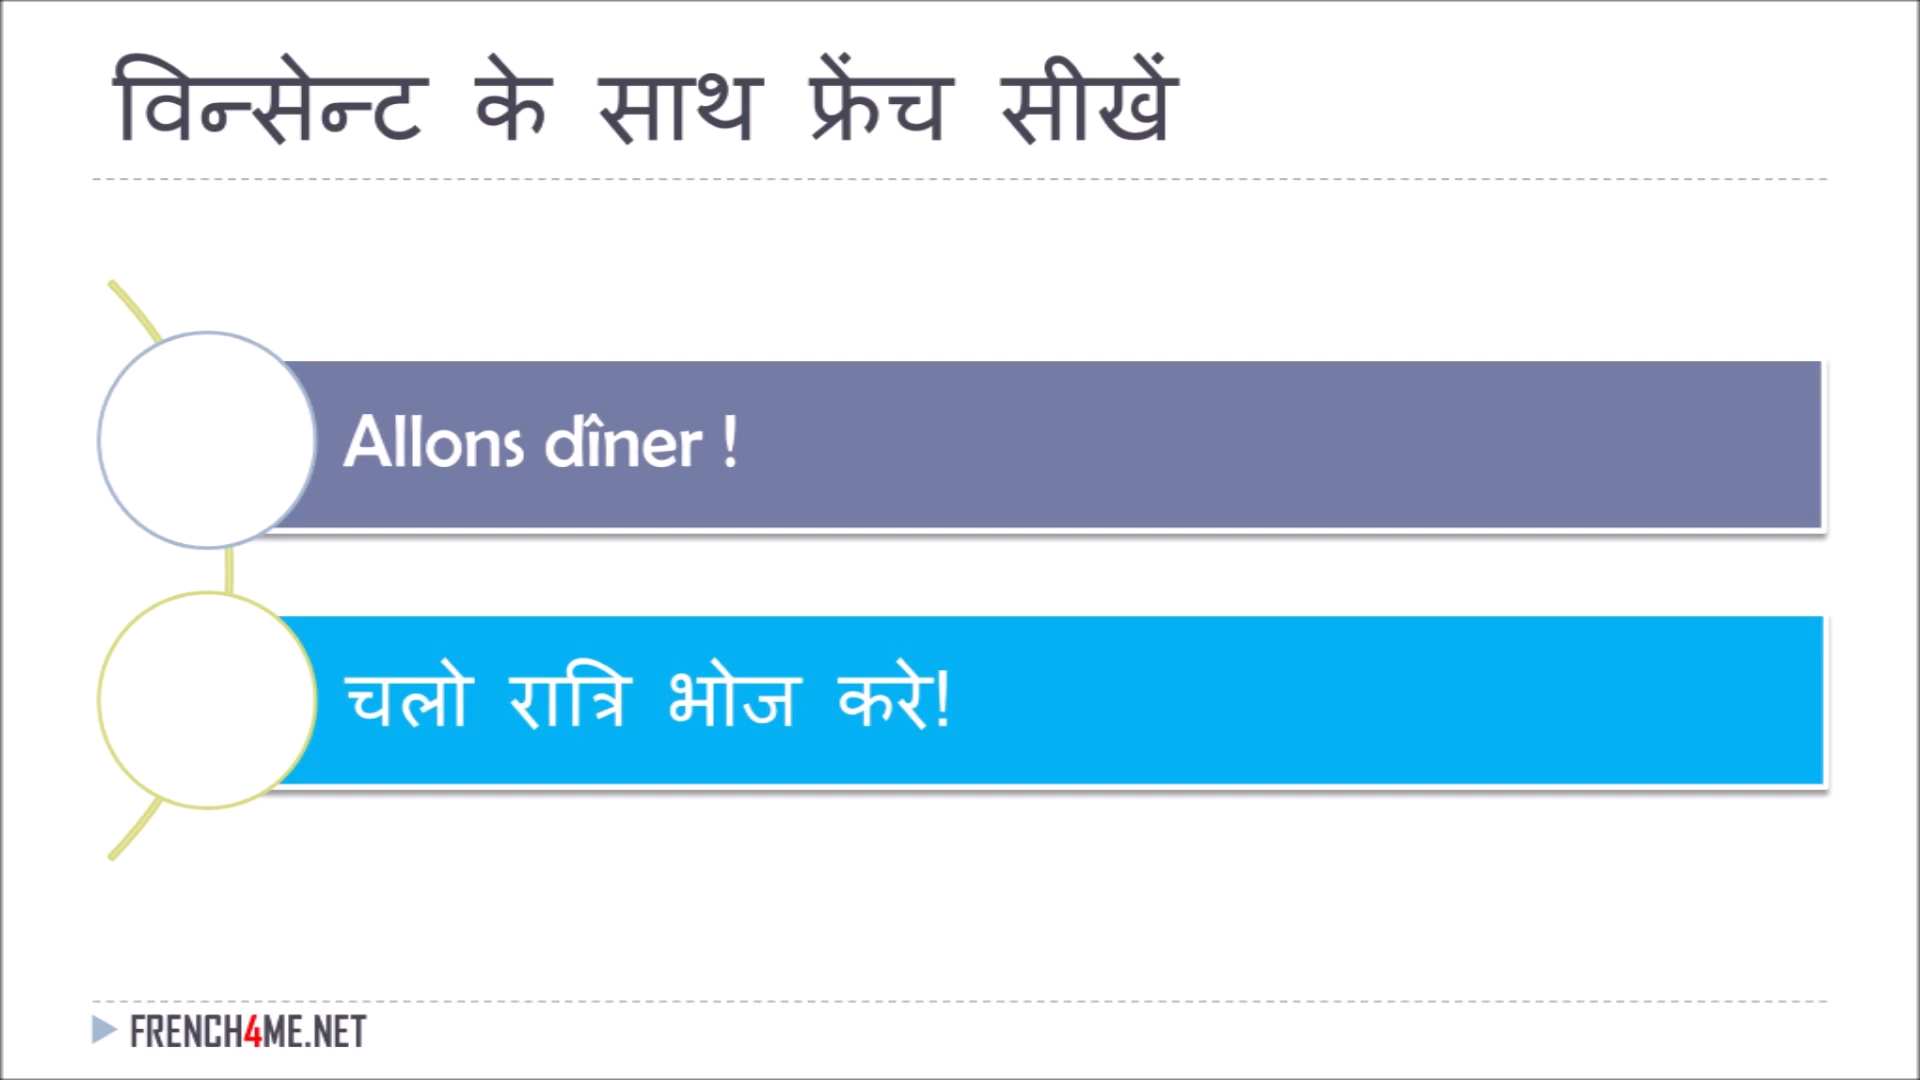 विन्सेन्ट के साथ फ्रेंच सीखें
Allons dîner !
चलो रात्रि भोज करे!
FRENCH4ME.NET